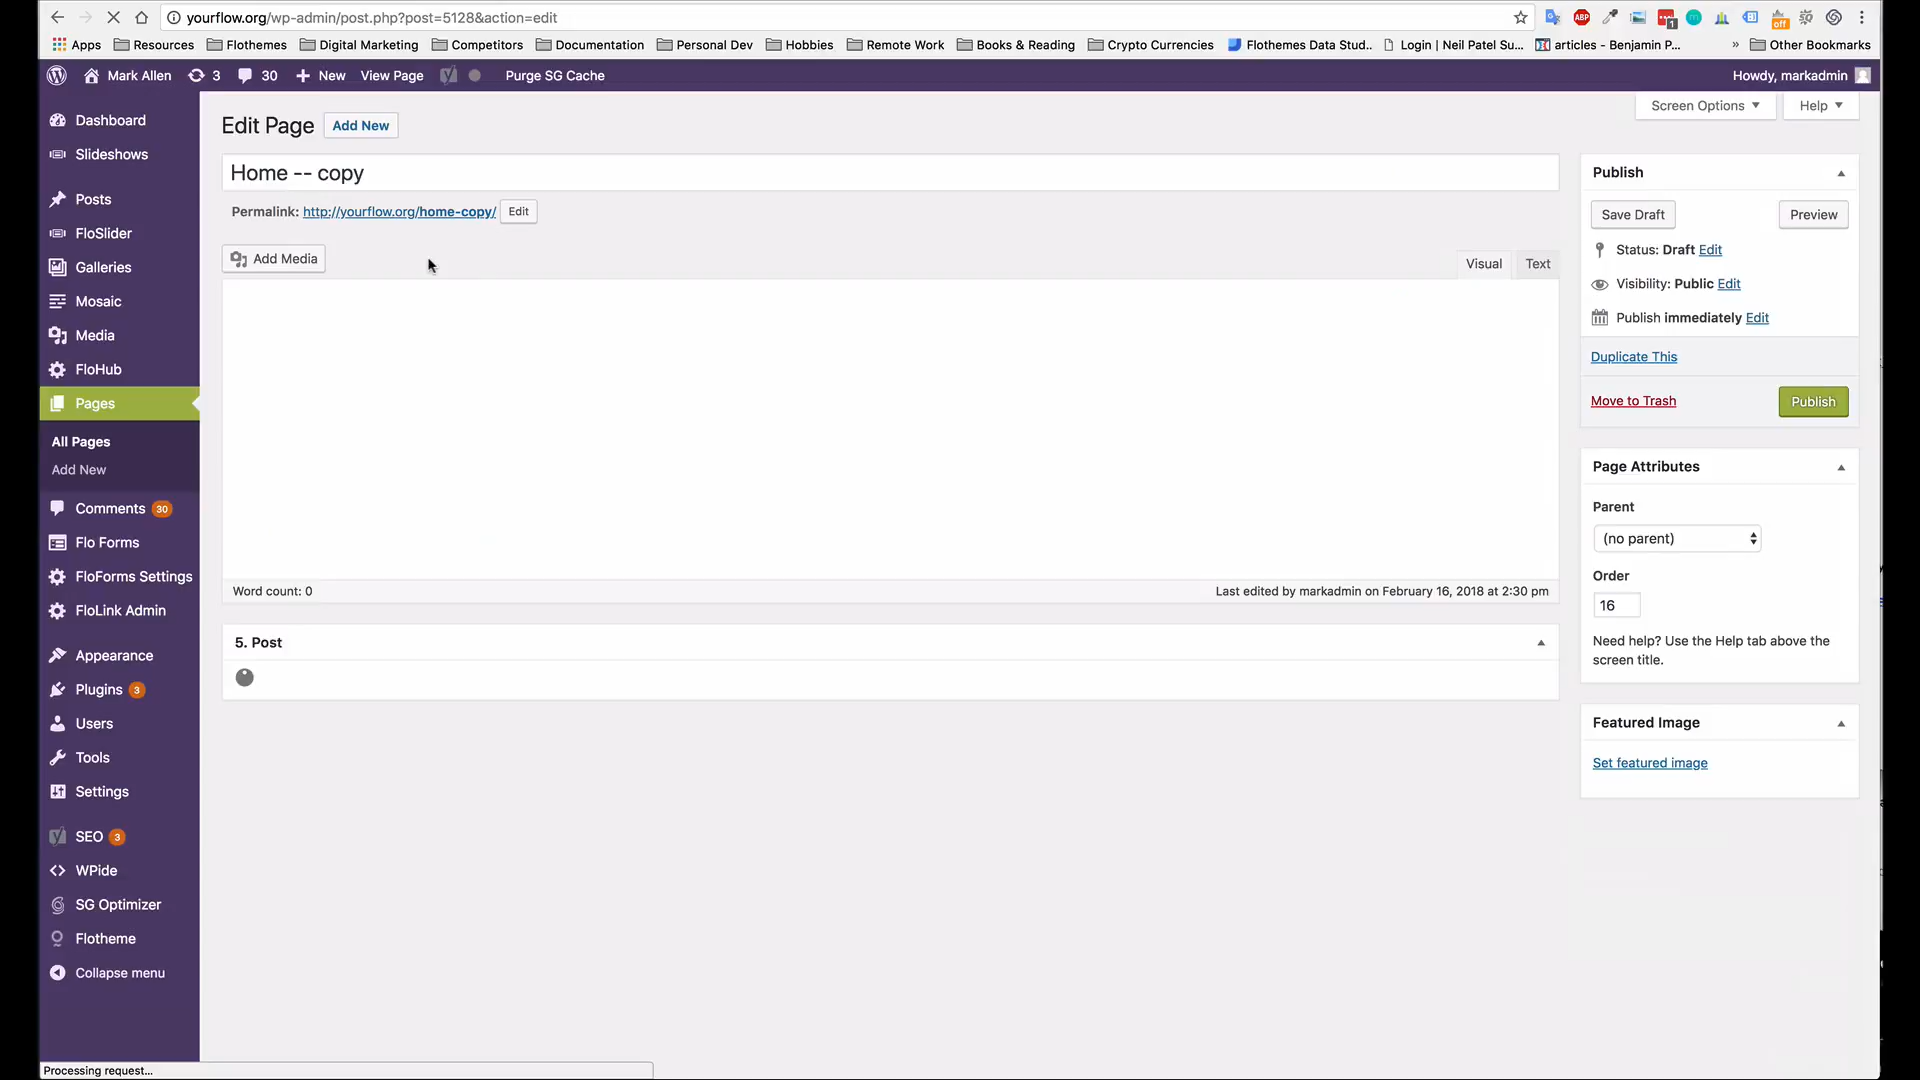 yourflow.org/wp-admin/post.php?post=5128&action=edit
ABP
1
off
Apps Resources Flothemes Digital Marketing Competitors Documentation Personal Dev Hobbies Remote Work Books & Reading Crypto Currencies Flothemes Data Stud.. Login | Neil Patel Su... articles - Benjamin P... » Other Bookmarks
Mark Allen 3 30 + New View Page Purge SG Cache Howdy, markadmin
Screen Options Help
Dashboard
Slideshows
Posts
FloSlider
Galleries
Mosaic
Media
FloHub
Pages
All Pages
Add New
Comments 30
Flo Forms
FloForms Settings
FloLink Admin
Appearance
Plugins 3
Users
Tools
Settings
SEO 3
WPide
SG Optimizer
Flotheme
Collapse menu
Edit Page Add New
Home -- copy
Permalink: http://yourflow.org/home-copy/ Edit
Add Media
Visual Text
Word count: 0 Last edited by markadmin on February 16, 2018 at 2:30 pm
5. Post
Publish
Save Draft Preview
Status: Draft Edit
Visibility: Public Edit
Publish immediately Edit
Duplicate This
Move to Trash Publish
Page Attributes
Parent
(no parent)
Order
16
Need help? Use the Help tab above the
screen title.
Featured Image
Set featured image
Processing request...